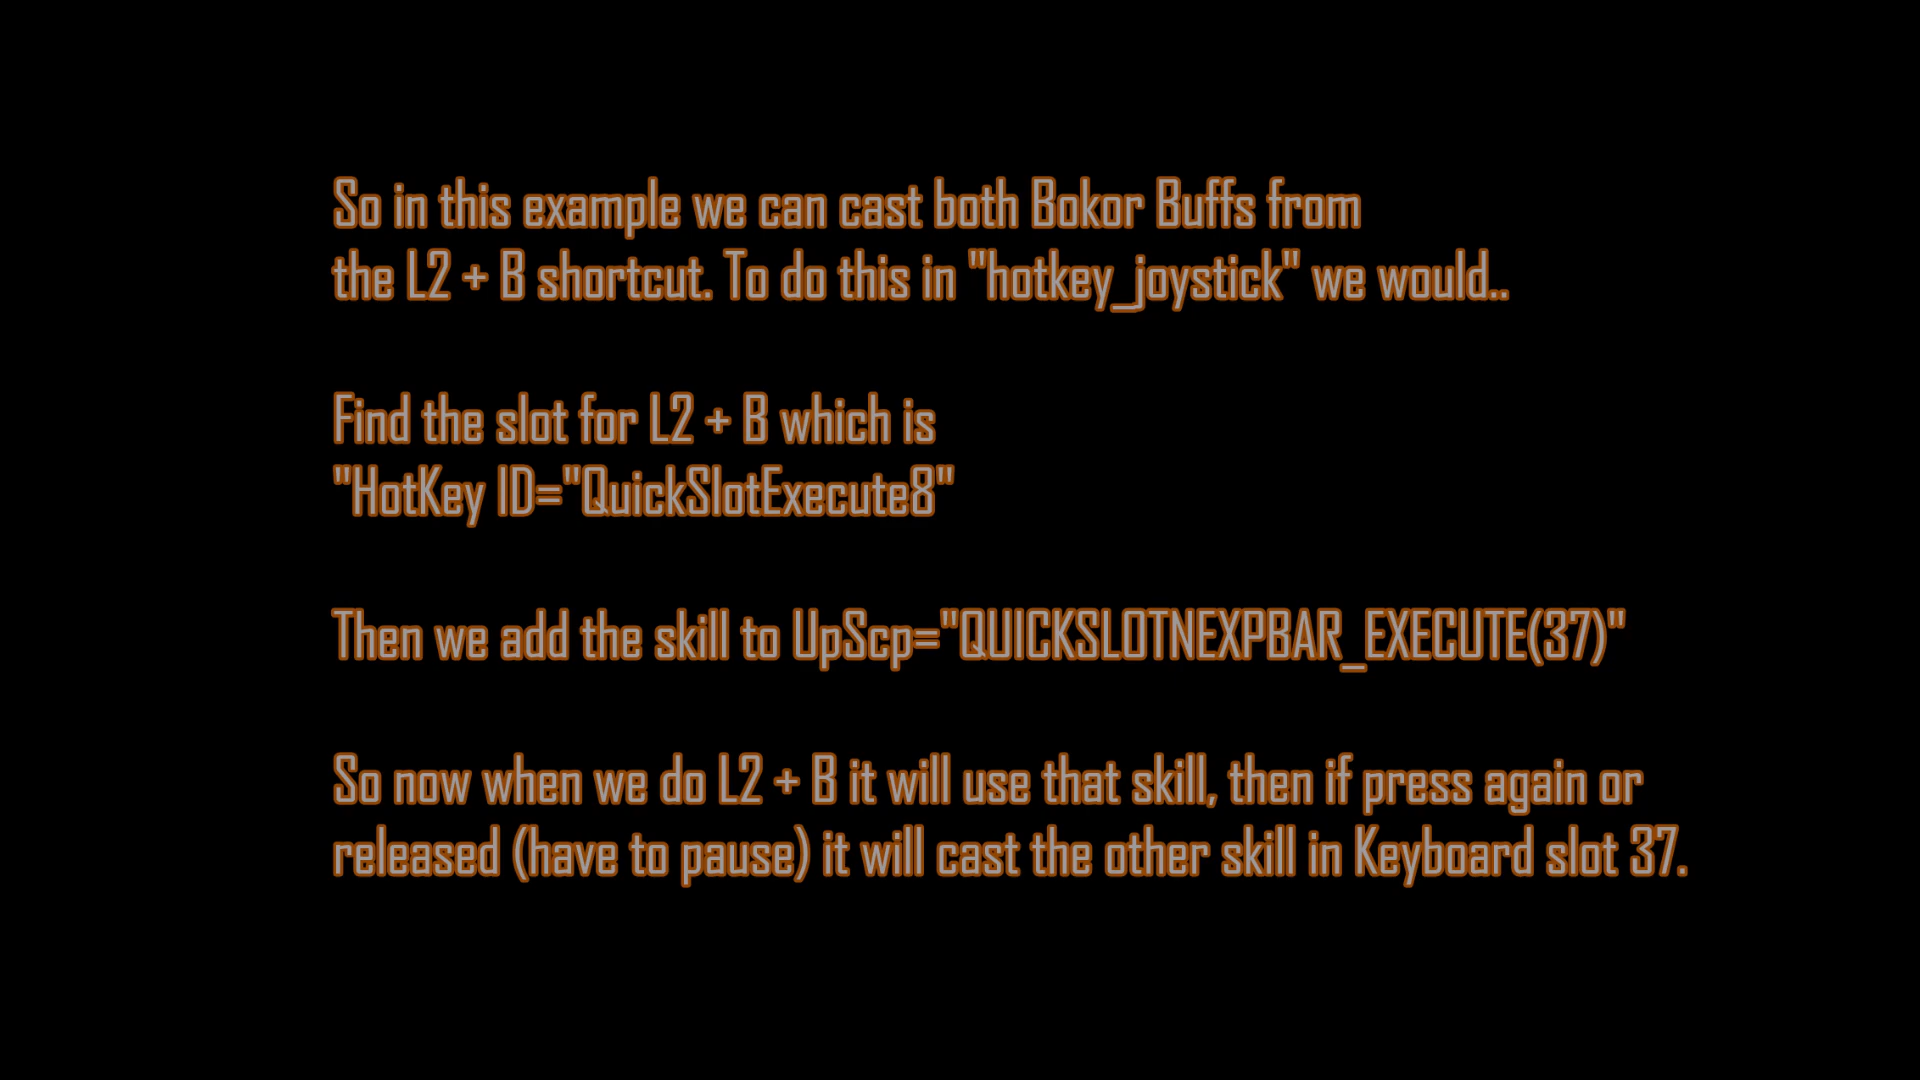 So in this example we can cast both Bokor Buffs from
the L2 + B shortcut. To do this in "hotkey_joystick" we would..
Find the slot for L2 + B which is
"HotKey ID="QuickSlotExecute8"
Then we add the skill to UpScp="QUICKSLOTNEXPBAR_EXECUTE(37)"
So now when we do L2 + B it will use that skill, then if press again or
released (have to pause) it will cast the other skill in Keyboard slot 37.